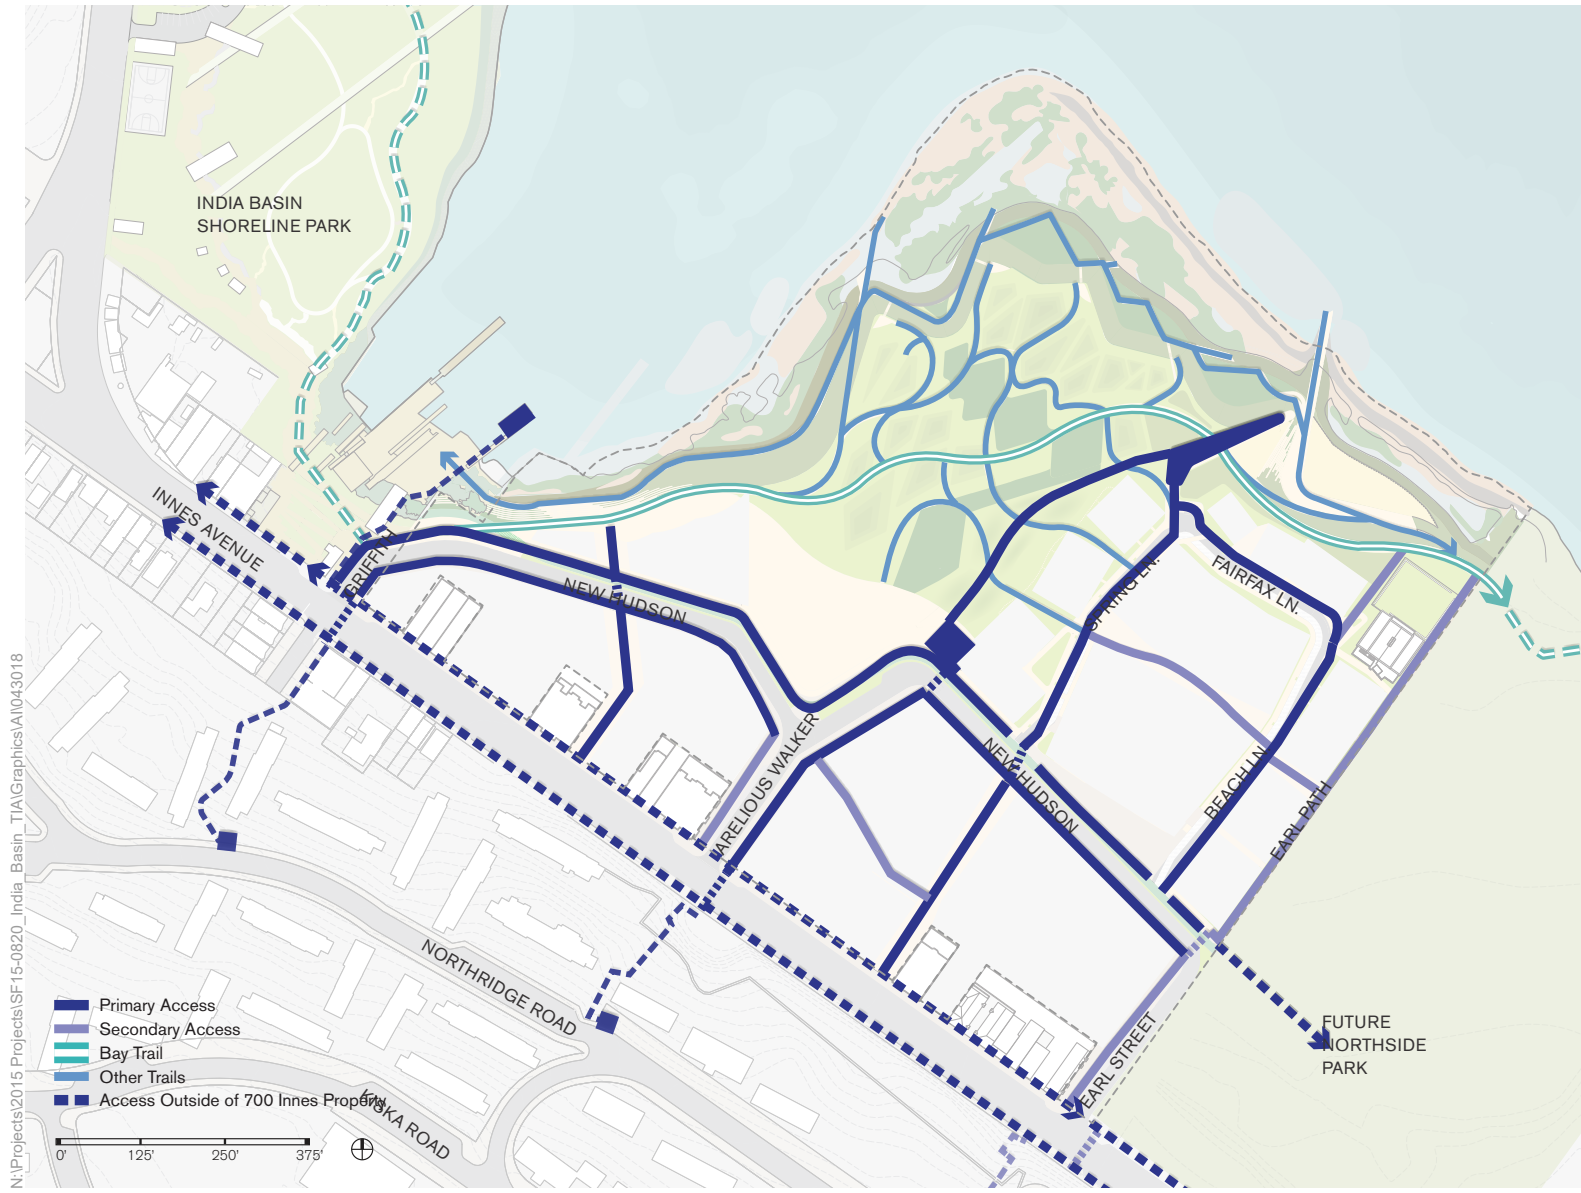 INDIA BASIN
SHORELINE PARK
INNES AVENUE
GRIFFITH
NEW HUDSON
SPRING LN.
FAIRFAX LN.
ARELIOUS WALKER
NEW HUDSON
BEACH LN.
EARL PATH
NORTHRIDGE ROAD
EARL STREET
FUTURE
NORTHSIDE
PARK
KISKA ROAD
Primary Access
Secondary Access
Bay Trail
Other Trails
Access Outside of 700 Innes Property
0' 125' 250' 375'
N:\Projects\2015 Projects\SF15-0820_India_Basin_TIA\Graphics\AI\043018